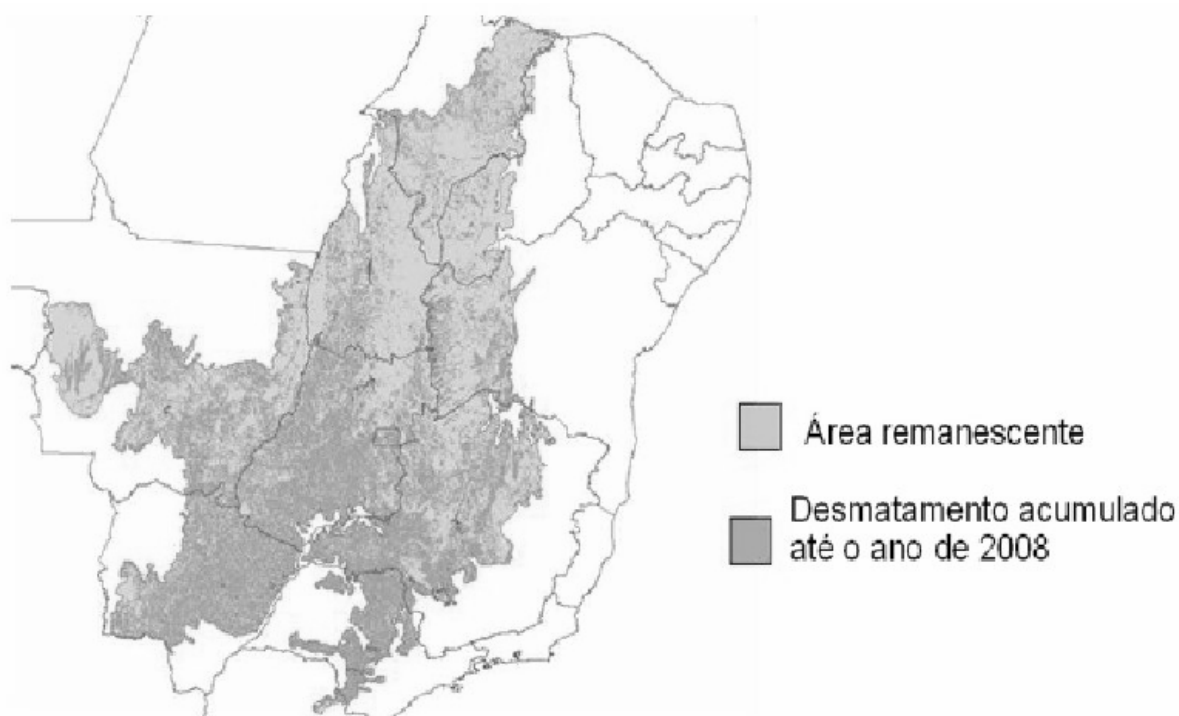 Área remanescente
Desmatamento acumulado
até o ano de 2008